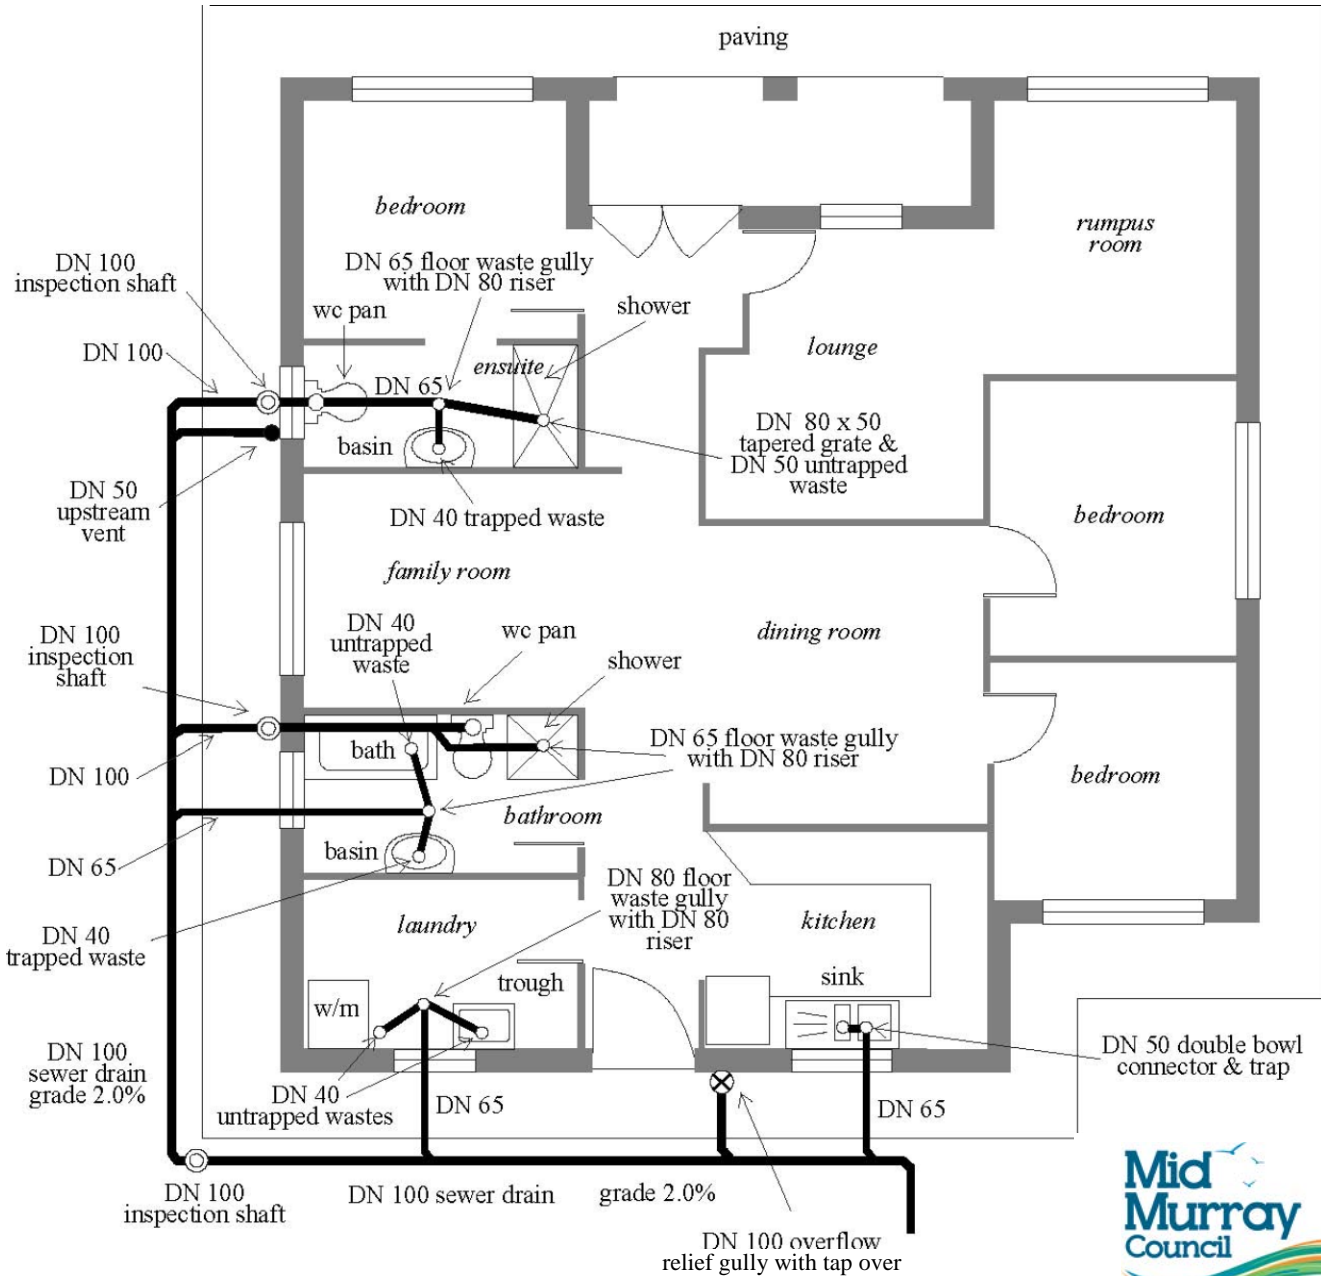 paving
bedroom
rumpus
room
DN 100
inspection shaft
DN 65 floor waste gully
with DN 80 riser
wc pan
shower
DN 100
lounge
ensuite
DN 65
basin
DN 80 x 50
tapered grate &
DN 50 untrapped
waste
DN 50
upstream
vent
DN 40 trapped waste
bedroom
family room
DN 100
inspection
shaft
DN 40
untrapped
waste
wc pan
dining room
shower
bath
DN 65 floor waste gully
with DN 80 riser
DN 100
bedroom
bathroom
basin
DN 65
DN 80 floor
waste gully
with DN 80
riser
DN 40
trapped waste
laundry
kitchen
sink
trough
w/m
DN 100
sewer drain
grade 2.0%
DN 50 double bowl
connector & trap
DN 40
untrapped wastes
DN 65
DN 65
DN 100
inspection shaft
DN 100 sewer drain
grade 2.0%
DN 100 overflow
relief gully with tap over
Mid
Murray
Council